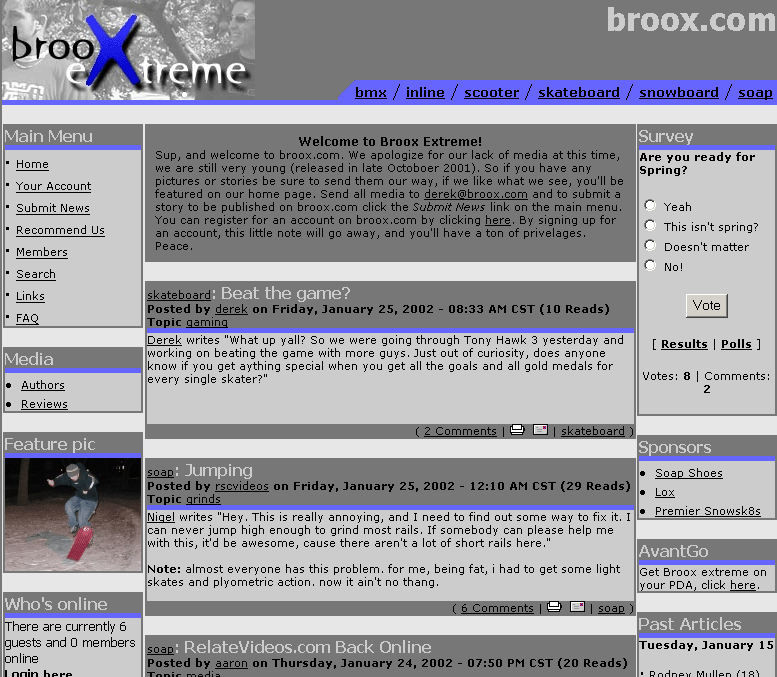 broox.com
broo X
eXtreme
bmx / inline / scooter / skateboard / snowboard / soap
Main Menu
Home
Your Account
Submit News
Recommend Us
Members
Search
Links
FAQ
Media
Authors
Reviews
Feature pic
Who's online
There are currently 6
guests and 0 members
online
Login here
Welcome to Broox Extreme!
Sup, and welcome to broox.com. We apologize for our lack of media at this time,
we are still very young (released in late Octoboer 2001). So if you have any
pictures or stories be sure to send them our way, if we like what we see, you'll be
featured on our home page. Send all media to derek@broox.com and to submit a
story to be published on broox.com click the Submit News link on the main menu.
You can register for an account on broox.com by clicking here. By signing up for
an account, this little note will go away, and you'll have a ton of privelages.
Peace.
skateboard: Beat the game?
Posted by derek on Friday, January 25, 2002 - 08:33 AM CST (10 Reads)
Topic gaming
Derek writes "What up yall? So we were going through Tony Hawk 3 yesterday and
working on beating the game with more guys. Just out of curiosity, does anyone
know if you get aything special when you get all the goals and all gold medals for
every single skater?"
( 2 Comments | | skateboard )
soap: Jumping
Posted by rscvideos on Friday, January 25, 2002 - 12:10 AM CST (29 Reads)
Topic grinds
Nigel writes "Hey. This is really annoying, and I need to find out some way to fix it. I
can never jump high enough to grind most rails. If somebody can please help me
with this, it'd be awesome, cause there aren't a lot of short rails here."
Note: almost everyone has this problem. for me, being fat, i had to get some light
skates and plyometric action. now it ain't no thang.
( 6 Comments | | soap )
soap: RelateVideos.com Back Online
Posted by aaron on Thursday, January 24, 2002 - 07:50 PM CST (20 Reads)
Topic media
Survey
Are you ready for
Spring?
Yeah
This isn't spring?
Doesn't matter
No!
Vote
[ Results | Polls ]
Votes: 8 | Comments:
2
Sponsors
Soap Shoes
Lox
Premier Snowsk8s
AvantGo
Get Broox extreme on
your PDA, click here.
Past Articles
Tuesday, January 15
Rodney Mullen (18)